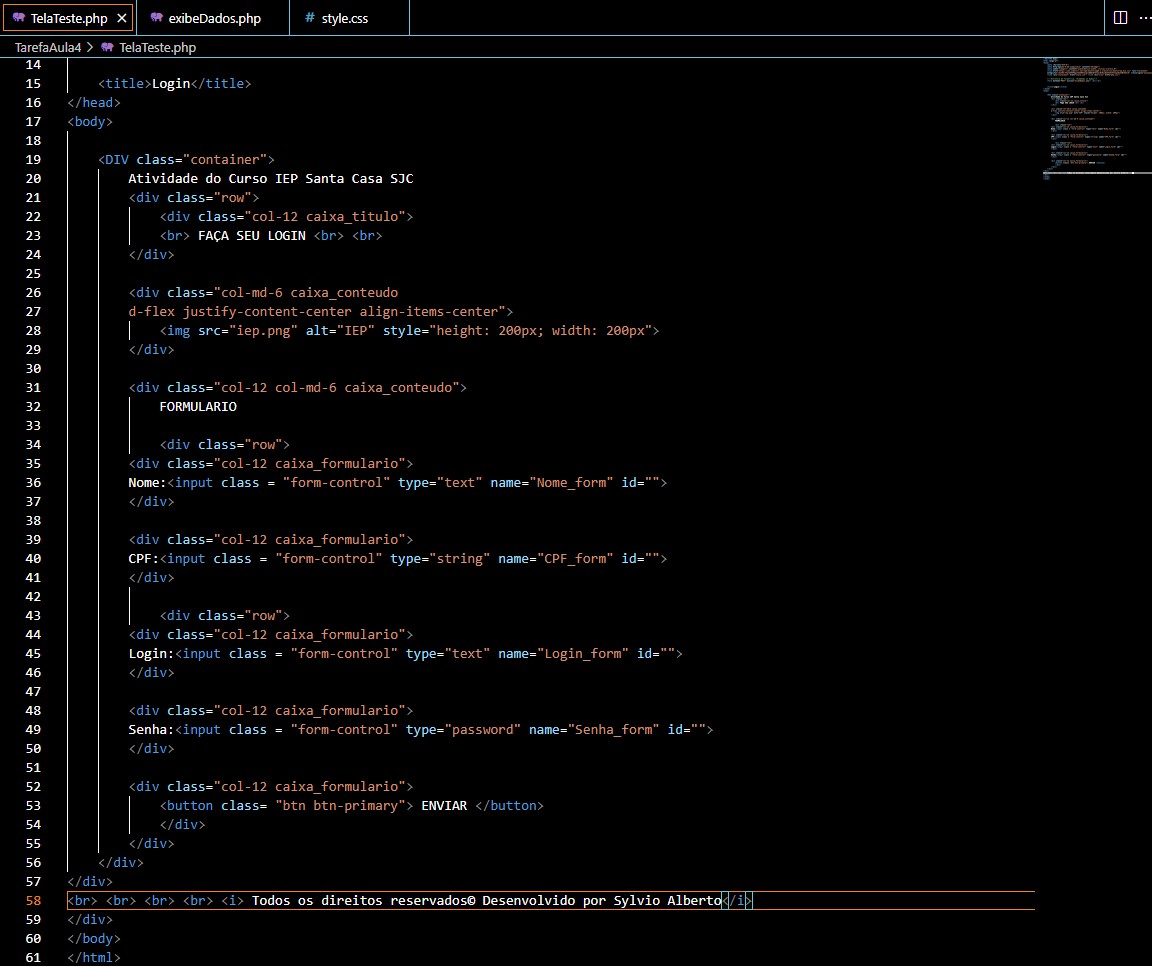 TelaTeste.php × exibeDados.php # style.css ...
TarefaAula4 > TelaTeste.php
14
15 <title>Login</title>
16 </head>
17 <body>
18
19 <DIV class="container">
20 Atividade do Curso IEP Santa Casa SJC
21 <div class="row">
22 <div class="col-12 caixa_titulo">
23 <br> FAÇA SEU LOGIN <br> <br>
24 </div>
25
26 <div class="col-md-6 caixa_conteudo
27 d-flex justify-content-center align-items-center">
28 <img src="iep.png" alt="IEP" style="height: 200px; width: 200px">
29 </div>
30
31 <div class="col-12 col-md-6 caixa_conteudo">
32 FORMULARIO
33
34 <div class="row">
35 <div class="col-12 caixa_formulario">
36 Nome:<input class = "form-control" type="text" name="Nome_form" id="">
37 </div>
38
39 <div class="col-12 caixa_formulario">
40 CPF:<input class = "form-control" type="string" name="CPF_form" id="">
41 </div>
42
43 <div class="row">
44 <div class="col-12 caixa_formulario">
45 Login:<input class = "form-control" type="text" name="Login_form" id="">
46 </div>
47
48 <div class="col-12 caixa_formulario">
49 Senha:<input class = "form-control" type="password" name="Senha_form" id="">
50 </div>
51
52 <div class="col-12 caixa_formulario">
53 <button class= "btn btn-primary"> ENVIAR </button>
54 </div>
55 </div>
56 </div>
57 </div>
58 <br> <br> <br> <br> <i> Todos os direitos reservados© Desenvolvido por Sylvio Alberto</i>
59 </div>
60 </body>
61 </html>